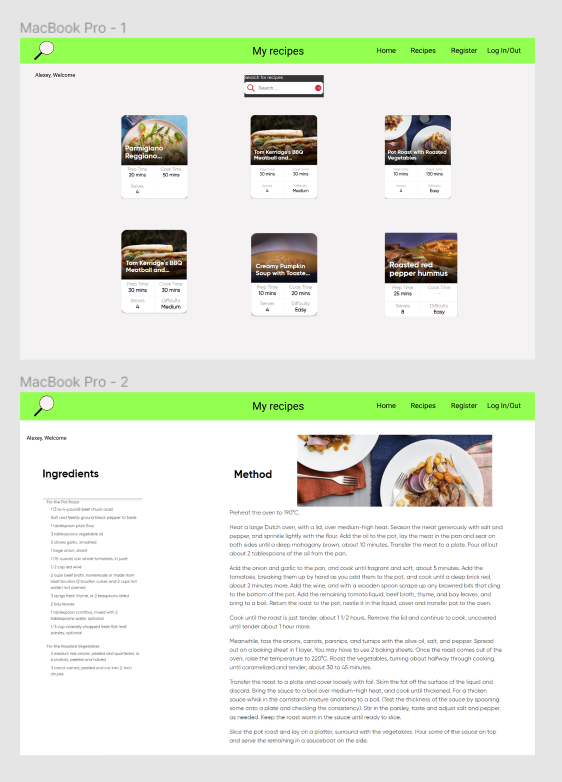 MacBook Pro - 1
My recipes
Home Recipes Register Log In/Out
Alexey, Welcome
Search for recipes
Search...
Parmigiano
Reggiano...
Prep Time Cook Time
20 mins 50 mins
Serves
4
Tom Kerridge's BBQ
Meatball and...
Prep Time Cook Time
30 mins 30 mins
Serves Difficulty
4 Medium
Pot Roast with Roasted
Vegetables
Prep Time Cook Time
10 mins 150 mins
Serves Difficulty
4 Easy
Tom Kerridge's BBQ
Meatball and...
Prep Time Cook Time
30 mins 30 mins
Serves Difficulty
4 Medium
Creamy Pumpkin
Soup with Toaste...
Prep Time Cook Time
10 mins 20 mins
Serves Difficulty
4 Easy
Roasted red
pepper hummus
Prep Time Cook Time
25 mins
Serves Difficulty
8 Easy
MacBook Pro - 2
My recipes
Home Recipes Register Log In/Out
Alexey, Welcome
Ingredients
For the Pot Roast
1 (3 to 4-pound) beef chuck roast
Salt and freshly ground black pepper to taste
1 tablespoon plain flour
3 tablespoons vegetable oil
5 cloves garlic, smashed
1 large onion, sliced
1 (15-ounce) can whole tomatoes, in juice
1/2 cup red wine
2 cups beef broth, homemade or made from
beef bouillon (2 bouillon cubes and 2 cups hot
water) not canned
3 sprigs fresh thyme, or 2 teaspoons dried
2 bay leaves
1 tablespoon cornflour, mixed with 2
tablespoons water, optional
1/3 cup coarsely chopped fresh flat-leaf
parsley, optional
For the Roasted Vegetables
2 medium red onions, peeled and quartered, or
6 shallots, peeled and halved
3 carrot carrots, peeled and cut into 2-inch
chunks
Method
Preheat the oven to 190°C.
Heat a large Dutch oven, with a lid, over medium-high heat. Season the meat generously with salt and
pepper, and sprinkle lightly with the flour. Add the oil to the pot, lay the meat in the pan and sear on
both sides until a deep mahogany brown, about 10 minutes. Transfer the meat to a plate. Pour all but
about 2 tablespoons of the oil from the pan.
Add the onion and garlic to the pan, and cook until fragrant and soft, about 5 minutes. Add the
tomatoes, breaking them up by hand as you add them to the pot, and cook until a deep brick red,
about 2 minutes more. Add the wine, and with a wooden spoon scrape up any browned bits that cling
to the bottom of the pot. Add the remaining tomato liquid, beef broth, thyme, and bay leaves, and
bring to a boil. Return the roast to the pot, nestle it in the liquid, cover and transfer pot to the oven.
Cook until the roast is just tender, about 1 1/2 hours. Remove the lid and continue to cook, uncovered
until tender about 1 hour more.
Meanwhile, toss the onions, carrots, parsnips, and turnips with the olive oil, salt, and pepper. Spread
out on a baking sheet in 1 layer. You may have to use 2 baking sheets. Once the roast comes out of the
oven, raise the temperature to 220°C. Roast the vegetables, turning about halfway through cooking,
until caramelized and tender, about 30 to 45 minutes.
Transfer the roast to a plate and cover loosely with foil. Skim the fat off the surface of the liquid and
discard. Bring the sauce to a boil over medium-high heat, and cook until thickened. For a thicken
sauce whisk in the cornstarch mixture and bring to a boil. (Test the thickness of the sauce by spooning
some onto a plate and checking the consistency). Stir in the parsley, taste and adjust salt and pepper,
as needed. Keep the roast warm in the sauce until ready to slice.
Slice the pot roast and lay on a platter, surround with the vegetables. Pour some of the sauce on top
and serve the remaining in a sauceboat on the side.